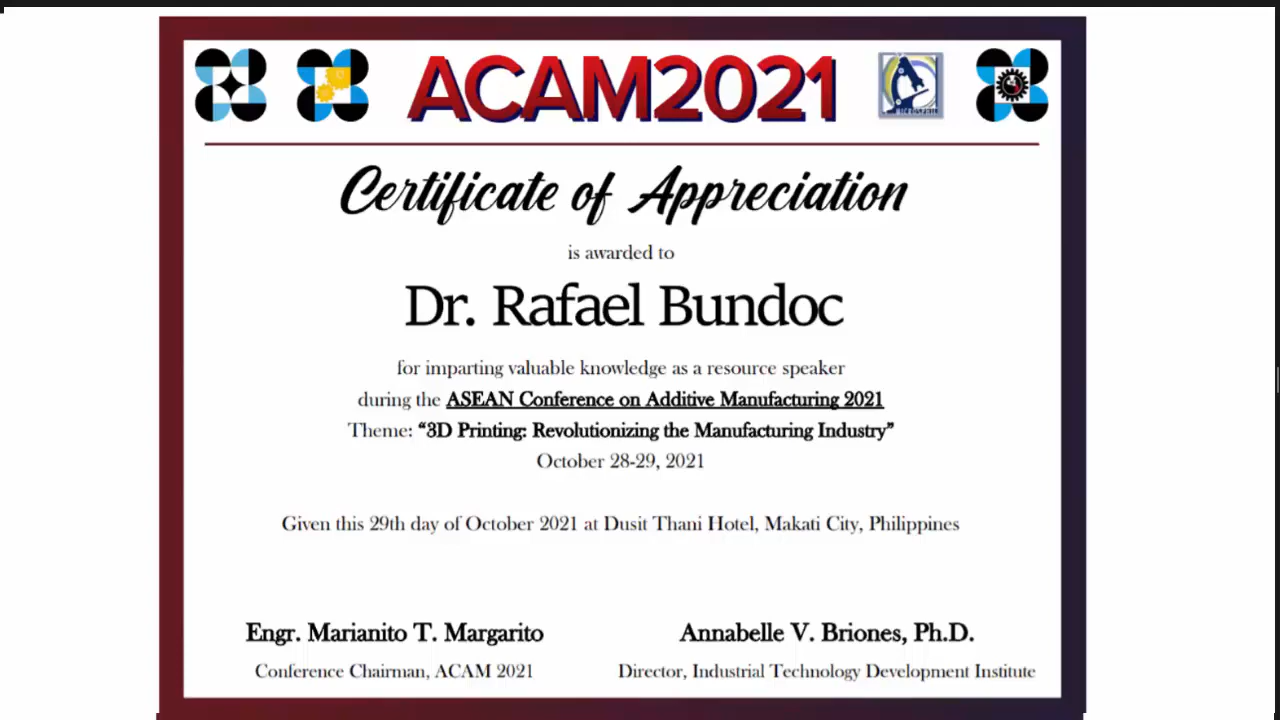 ACAM2021
MICROSPHIL
Certificate of Appreciation
is awarded to
Dr. Rafael Bundoc
for imparting valuable knowledge as a resource speaker
during the ASEAN Conference on Additive Manufacturing 2021
Theme: “3D Printing: Revolutionizing the Manufacturing Industry”
October 28-29, 2021
Given this 29th day of October 2021 at Dusit Thani Hotel, Makati City, Philippines
Engr. Marianito T. Margarito
Annabelle V. Briones, Ph.D.
Conference Chairman, ACAM 2021
Director, Industrial Technology Development Institute